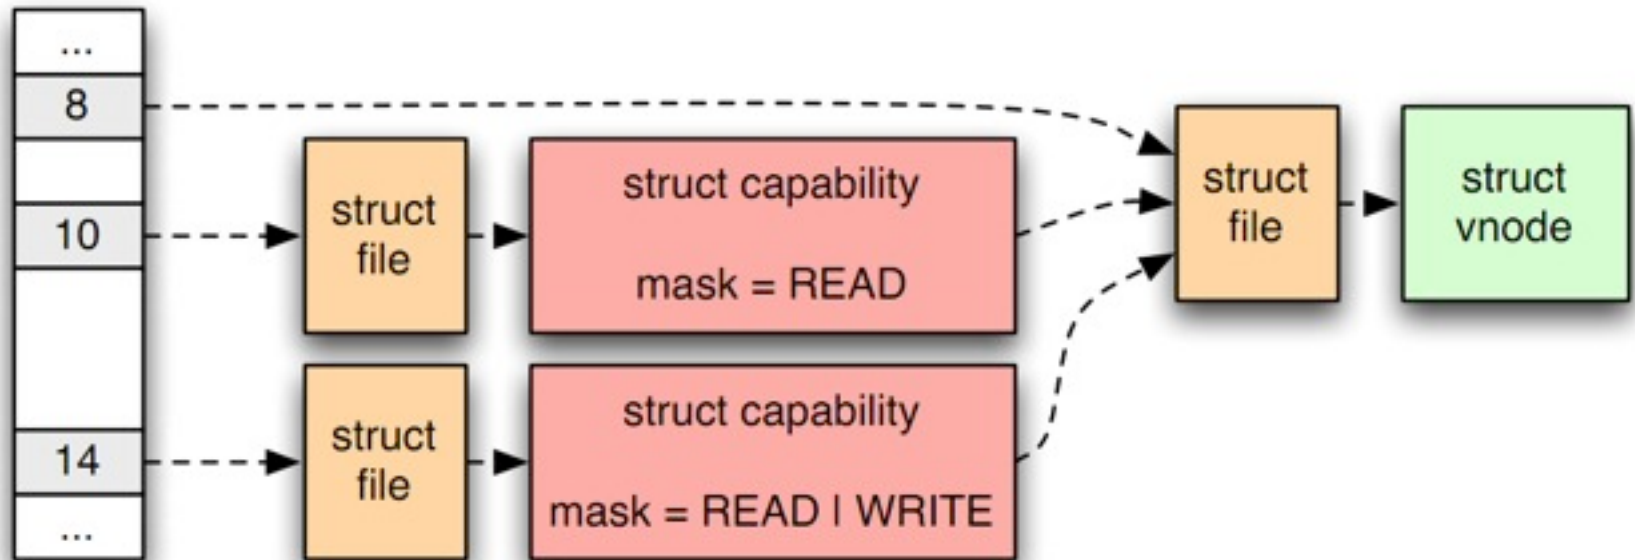 ...
8
10
14
...
struct
file
struct capability
mask = READ
struct
file
struct capability
mask = READ | WRITE
struct
file
struct
vnode